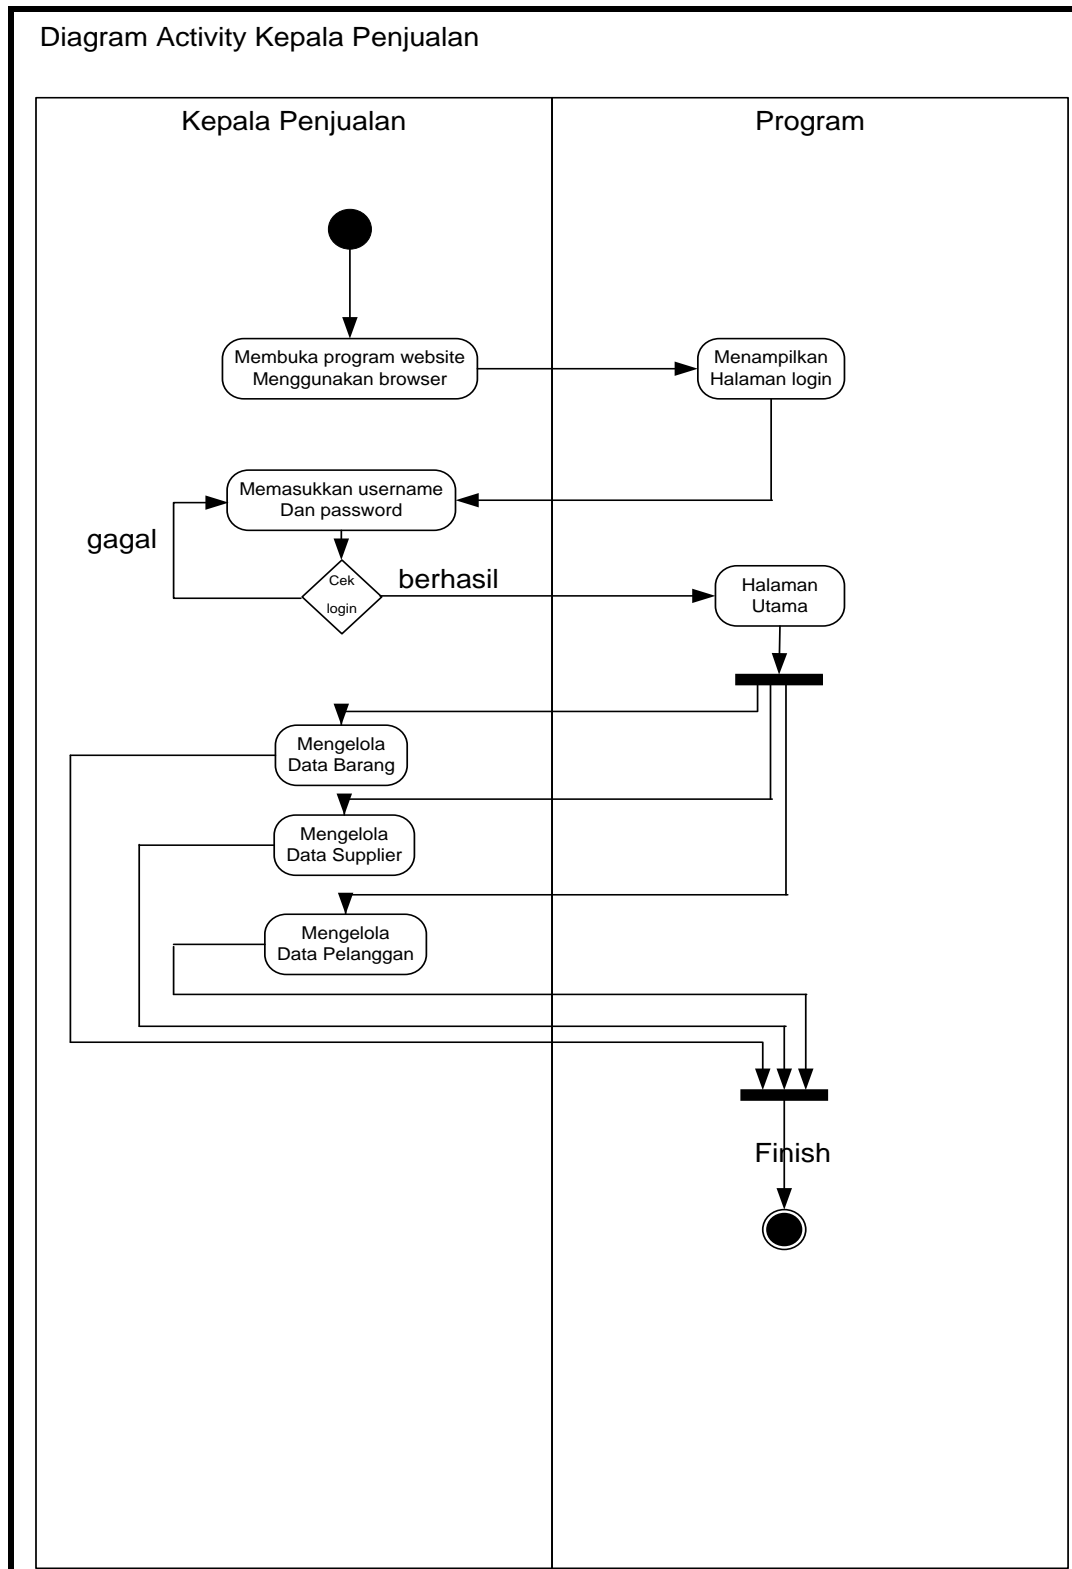 Diagram Activity Kepala Penjualan
Kepala Penjualan
Program
Membuka program website
Menggunakan browser
Menampilkan
Halaman login
Memasukkan username
Dan password
gagal
Cek
login
berhasil
Halaman
Utama
Mengelola
Data Barang
Mengelola
Data Supplier
Mengelola
Data Pelanggan
Finish